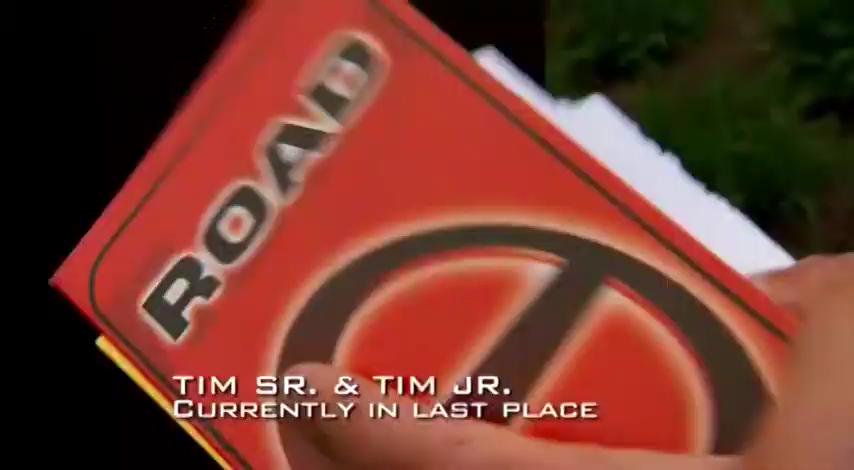 ROAD
TIM SR. & TIM JR.
CURRENTLY IN LAST PLACE